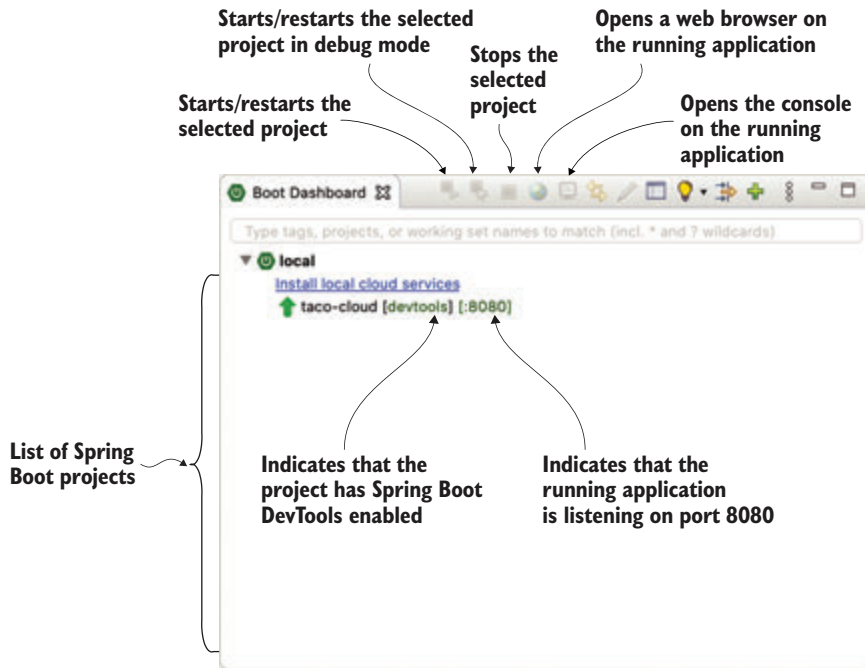 Starts/restarts the selected
project in debug mode
Opens a web browser on
the running application
Stops the
selected
project
Starts/restarts the
selected project
Opens the console
on the running
application
Boot Dashboard
Type tags, projects, or working set names to match (incl. * and ? wildcards)
local
Install local cloud services
taco-cloud [devtools] [:8080]
List of Spring
Boot projects
Indicates that the
project has Spring Boot
DevTools enabled
Indicates that the
running application
is listening on port 8080